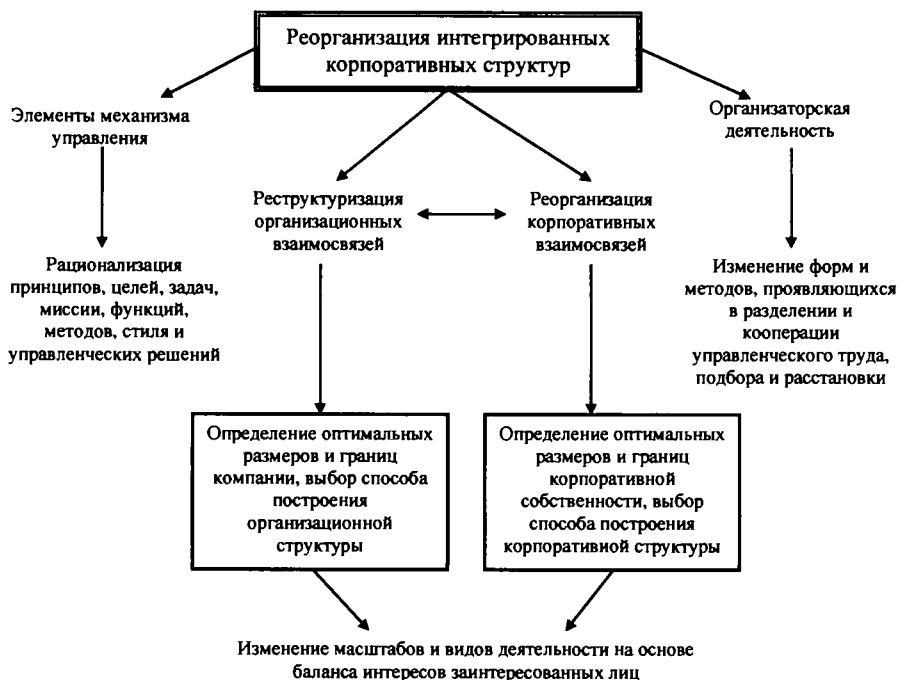 Реорганизация интегрированных
корпоративных структур
Элементы механизма
управления
Организаторская
деятельность
Реструктуризация
организационных
взаимосвязей
Реорганизация
корпоративных
взаимосвязей
Рационализация
принципов, целей, задач,
миссии, функций,
методов, стиля и
управленческих решений
Изменение форм и
методов, проявляющихся
в разделении и
кооперации
управленческого труда,
подбора и расстановки
Определение оптимальных
размеров и границ
компании, выбор способа
построения
организационной
структуры
Определение оптимальных
размеров и границ
корпоративной
собственности, выбор
способа построения
корпоративной структуры
Изменение масштабов и видов деятельности на основе
баланса интересов заинтересованных лиц